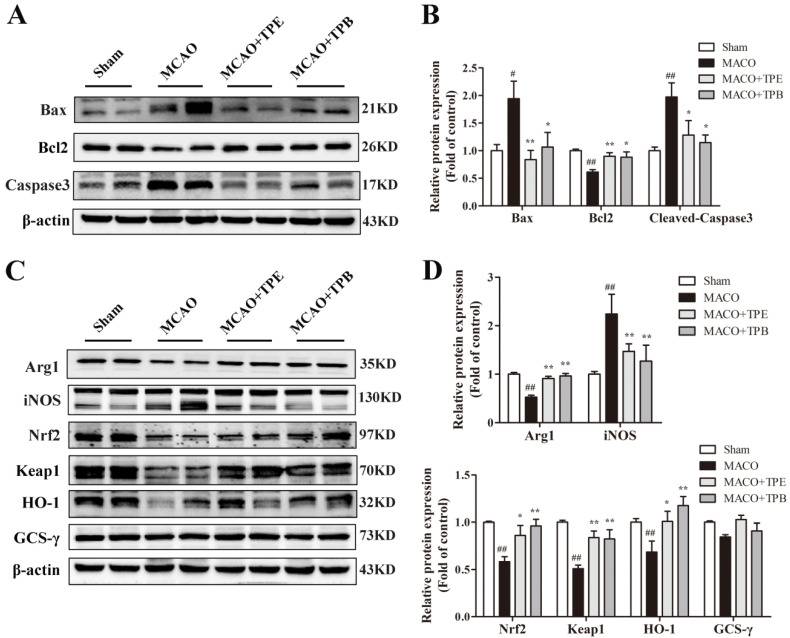 A
Sham
MCAO
MCAO+TPE
MCAO+TPB
Bax
21KD
Bcl2
26KD
Caspase3
17KD
β-actin
43KD
B
Relative protein expression
(Fold of control)
2.5
2.0
1.5
1.0
0.5
0.0
#
**
*
##
**
*
##
*
*
Bax
Bcl2
Cleaved-Caspase3
Sham
MACO
MACO+TPE
MACO+TPB
C
Sham
MCAO
MCAO+TPE
MCAO+TPB
Arg1
35KD
iNOS
130KD
Nrf2
97KD
Keap1
70KD
HO-1
32KD
GCS-γ
73KD
β-actin
43KD
D
Relative protein expression
(Fold of control)
3
2
1
0
##
**
**
##
**
**
Arg1
iNOS
Sham
MACO
MACO+TPE
MACO+TPB
Relative protein expression
(Fold of control)
1.5
1.0
0.5
0.0
##
*
**
##
**
**
##
*
**
Nrf2
Keap1
HO-1
GCS-γ
Sham
MACO
MACO+TPE
MACO+TPB